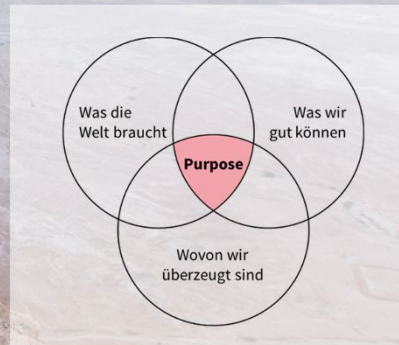 Was die
Welt braucht
Was wir
gut können
Purpose
Wovon wir
überzeugt sind